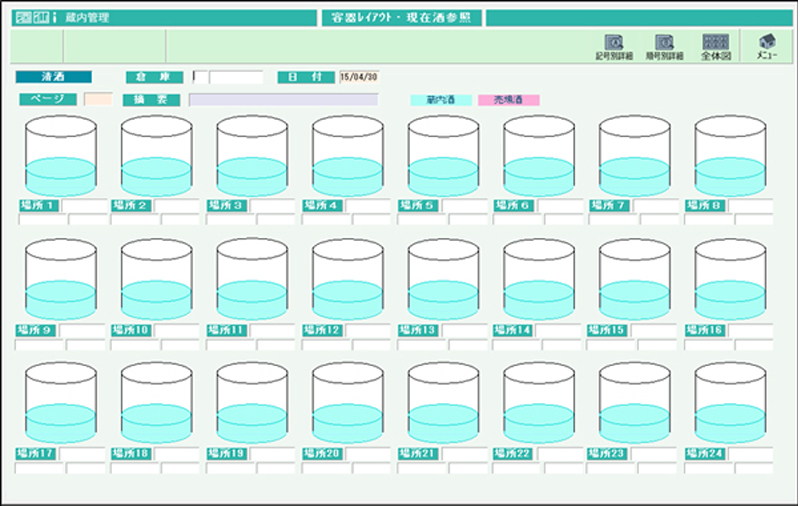 蔵内管理
容器レイアウト・現在酒参照
記号別詳細 順号別詳細 全体図 メニュー
清酒 倉庫 日付 15/04/30
ページ 摘要 蔵内酒 売場酒
場所1 場所2 場所3 場所4 場所5 場所6 場所7 場所8
場所9 場所10 場所11 場所12 場所13 場所14 場所15 場所16
場所17 場所18 場所19 場所20 場所21 場所22 場所23 場所24